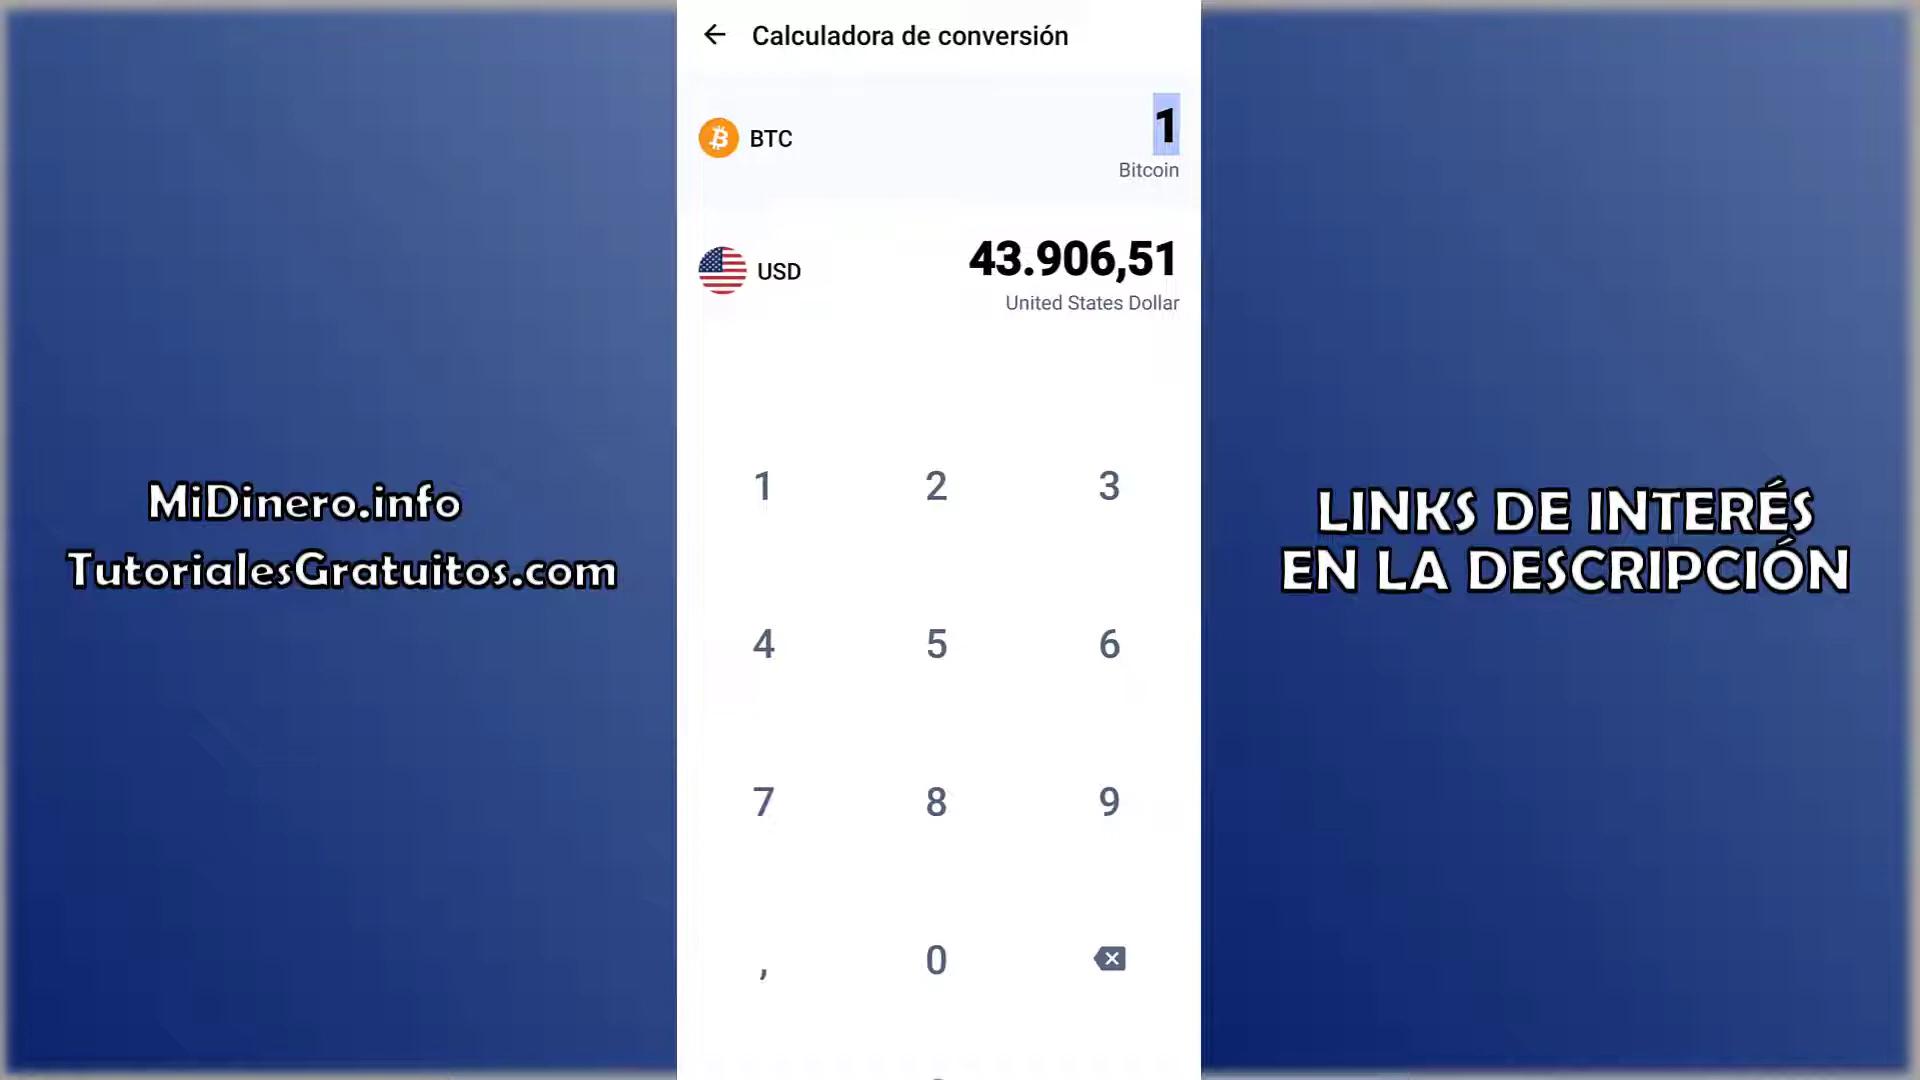 Calculadora de conversión
BTC
1
Bitcoin
USD
43.906,51
United States Dollar
1 2 3
4 5 6
7 8 9
, 0
MiDinero.info
TutorialesGratuitos.com
LINKS DE INTERÉS
EN LA DESCRIPCIÓN